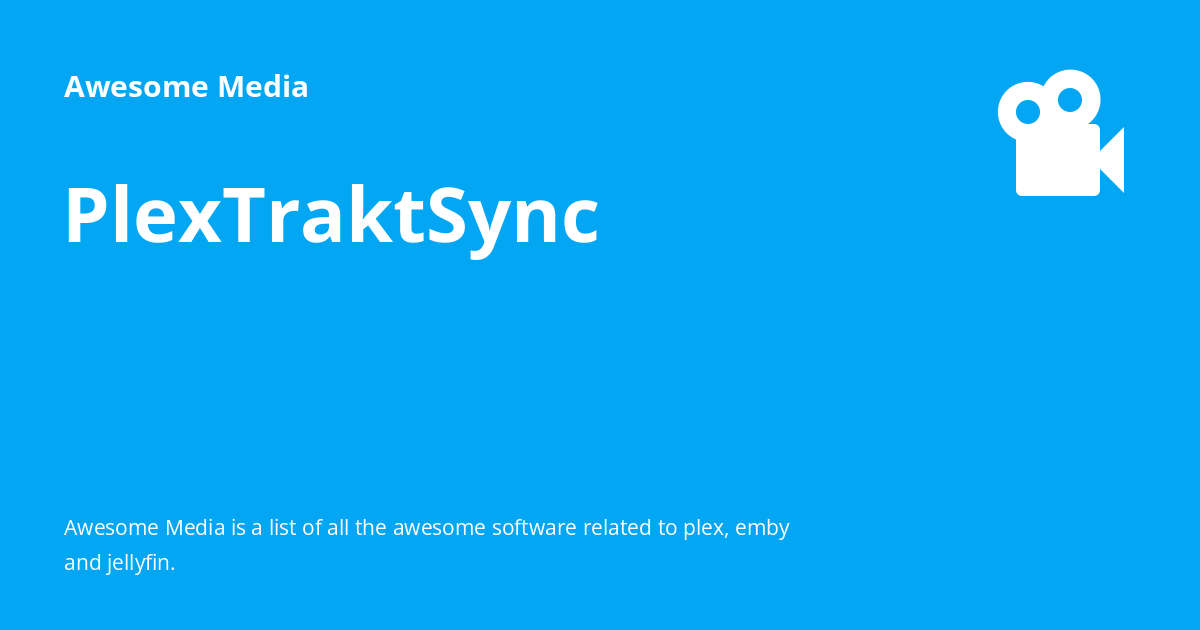 Awesome Media
PlexTraktSync
Awesome Media is a list of all the awesome software related to plex, emby
and jellyfin.